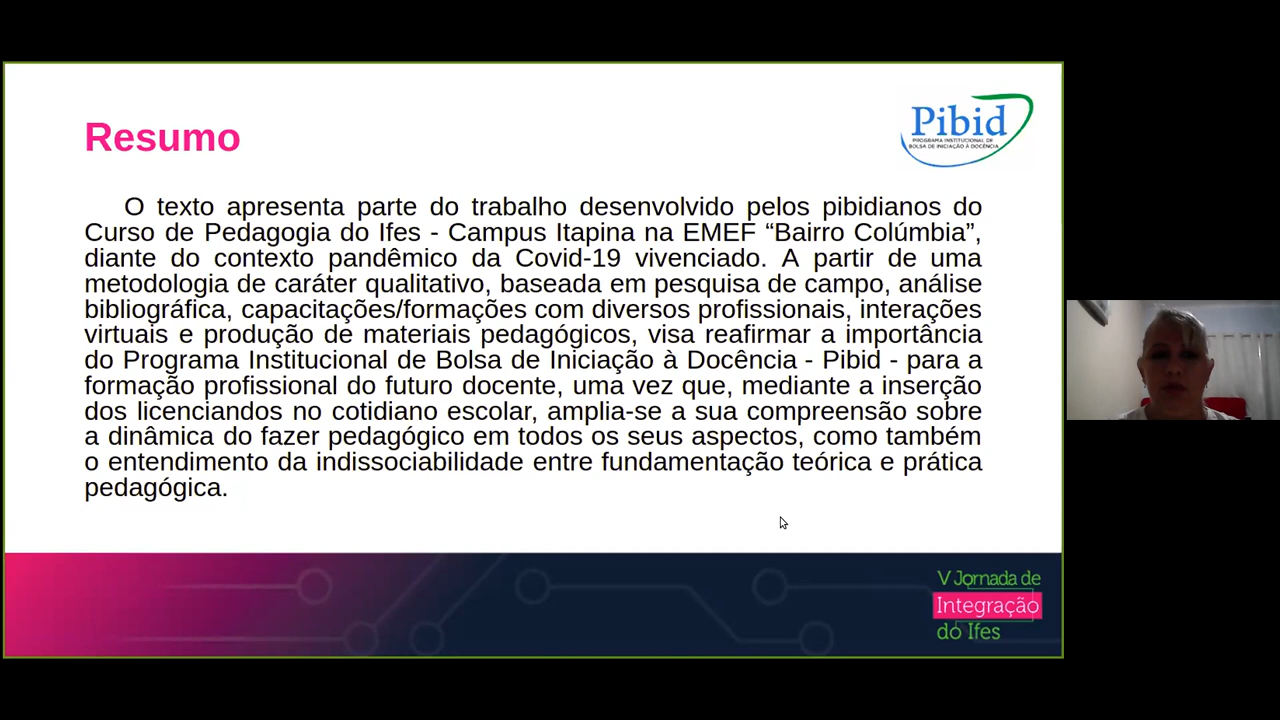 Resumo
Pibid
PROGRAMA INSTITUCIONAL DE
BOLSA DE INICIAÇÃO À DOCÊNCIA
O texto apresenta parte do trabalho desenvolvido pelos pibidianos do
Curso de Pedagogia do Ifes - Campus Itapina na EMEF “Bairro Colúmbia”,
diante do contexto pandêmico da Covid-19 vivenciado. A partir de uma
metodologia de caráter qualitativo, baseada em pesquisa de campo, análise
bibliográfica, capacitações/formações com diversos profissionais, interações
virtuais e produção de materiais pedagógicos, visa reafirmar a importância
do Programa Institucional de Bolsa de Iniciação à Docência - Pibid - para a
formação profissional do futuro docente, uma vez que, mediante a inserção
dos licenciandos no cotidiano escolar, amplia-se a sua compreensão sobre
a dinâmica do fazer pedagógico em todos os seus aspectos, como também
o entendimento da indissociabilidade entre fundamentação teórica e prática
pedagógica.
V Jornada de
Integração
do Ifes